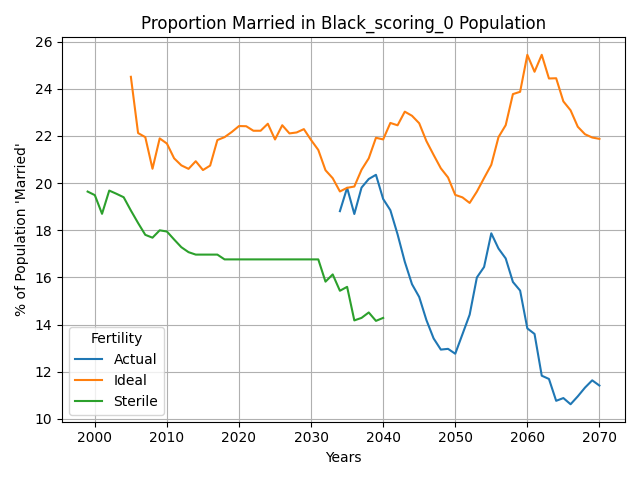 Proportion Married in Black_scoring_0 Population
% of Population 'Married'
26
24
22
20
18
16
14
12
10
Fertility
Actual
Ideal
Sterile
2000 2010 2020 2030 2040 2050 2060 2070
Years